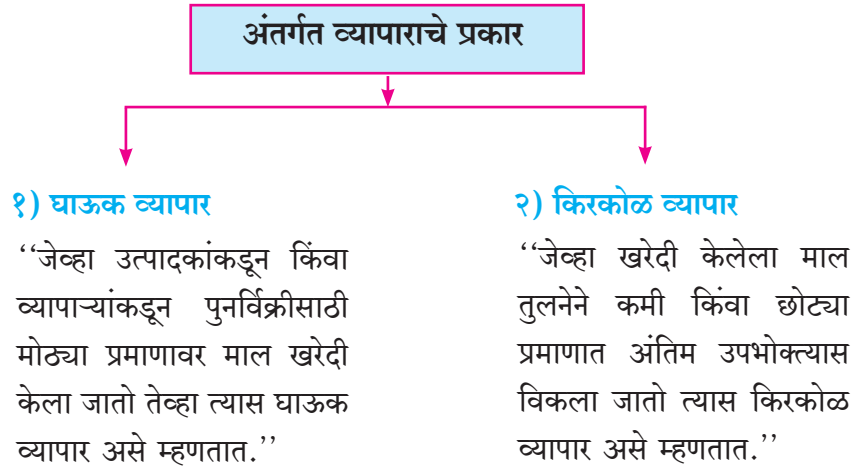 अंतर्गत व्यापाराचे प्रकार
१) घाऊक व्यापार
‘‘जेव्हा उत्पादकांकडून किंवा
व्यापाऱ्यांकडून पुनर्विक्रीसाठी
मोठ्या प्रमाणावर माल खरेदी
केला जातो तेव्हा त्यास घाऊक
व्यापार असे म्हणतात.’’
२) किरकोळ व्यापार
‘‘जेव्हा खरेदी केलेला माल
तुलनेने कमी किंवा छोट्या
प्रमाणात अंतिम उपभोक्त्यास
विकला जातो त्यास किरकोळ
व्यापार असे म्हणतात.’’